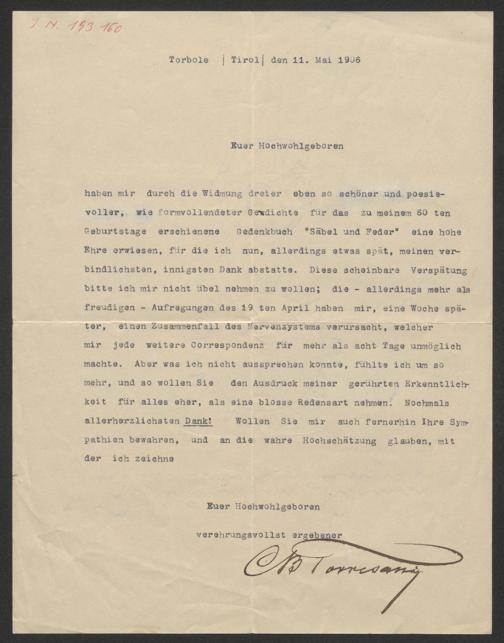 I. N. 193.160
Torbole | Tirol| den 11. Mai 1906
Euer Hochwohlgeboren
haben mir durch die Widmung dreier eben so schöner und poesie-
voller, wie formvollendeter Gedichte für das zu meinem 60 ten
Geburtstage erschienene Gedenkbuch "Säbel und Feder" eine hohe
Ehre erwiesen, für die ich nun, allerdings etwas spät, meinen ver-
bindlichsten, innigsten Dank abstatte. Diese scheinbare Verspätung
bitte ich mir nicht übel nehmen zu wollen; die - allerdings mehr als
freudigen - Aufregungen des 19 ten April haben mir, eine Woche spä-
ter, einen Zusammenfall des Nervensystems verursacht, welcher
mir jede weitere Correspondenz für mehr als acht Tage unmöglich
machte. Aber was ich nicht aussprechen konnte, fühlte ich um so
mehr, und so wollen Sie den Ausdruck meiner gerührten Erkenntlich-
keit für alles eher, als eine blosse Redensart nehmen. Nochmals
allerherzlichsten Dank! Wollen Sie mir auch fernerhin Ihre Sym-
pathien bewahren, und an die wahre Hochschätzung glauben, mit
der ich zeichne
Euer Hochwohlgeboren
verehrungsvollst ergebener
CB Torresani